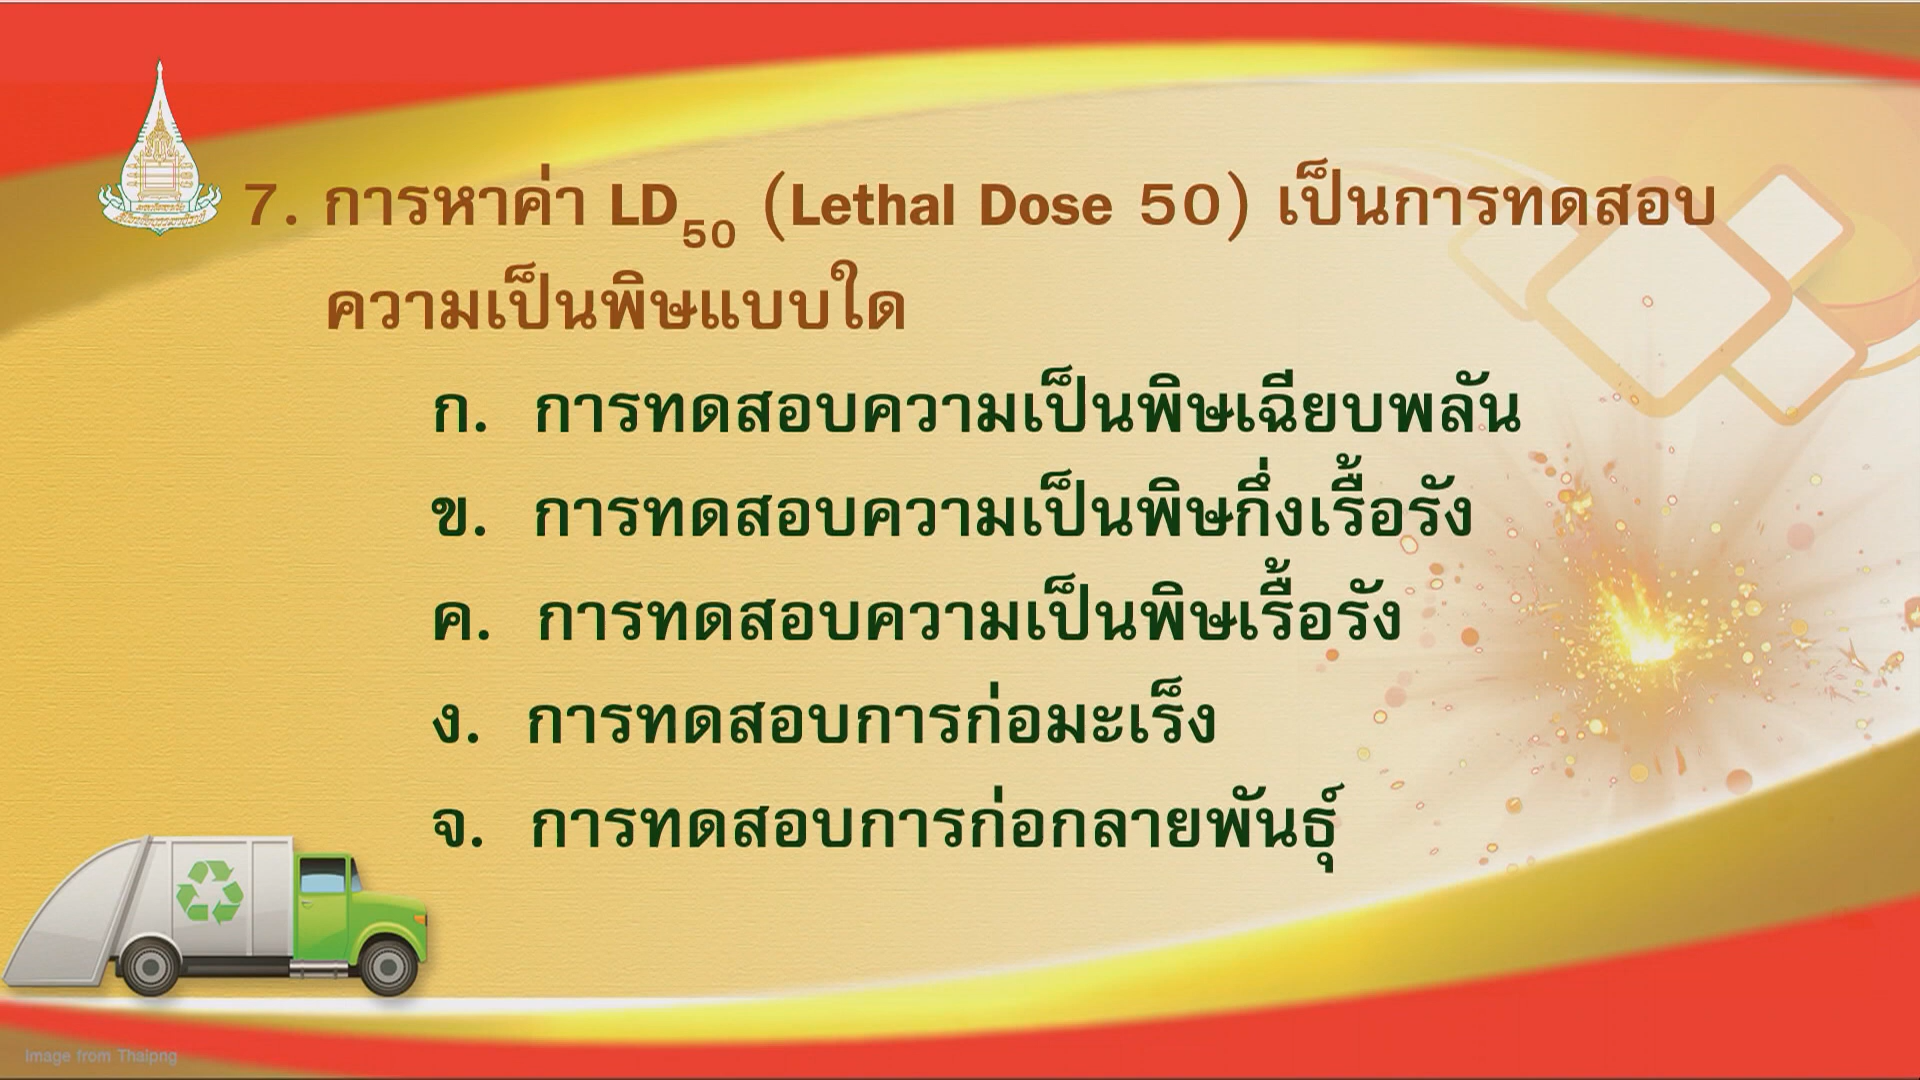 7. การหาค่า LD50 (Lethal Dose 50) เป็นการทดสอบ
ความเป็นพิษแบบใด
ก. การทดสอบความเป็นพิษเฉียบพลัน
ข. การทดสอบความเป็นพิษกึ่งเรื้อรัง
ค. การทดสอบความเป็นพิษเรื้อรัง
ง. การทดสอบการก่อมะเร็ง
จ. การทดสอบการก่อกลายพันธุ์
Image from Thaipng